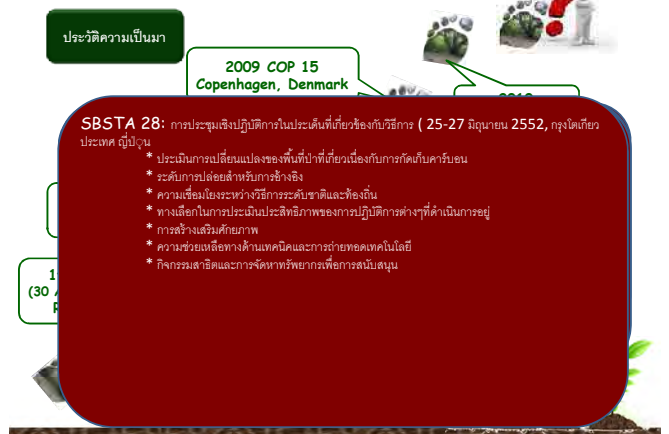 ประวัติความเป็นมา
2009 COP 15
Copenhagen, Denmark
SBSTA 28: การประชุมเชิงปฏิบัติการในประเด็นที่เกี่ยวข้องกับวิธีการ ( 25-27 มิถุนายน 2552, กรุงโตเกียว
ประเทศ ญี่ปุ่น
* ประเมินการเปลี่ยนแปลงของพื้นที่ป่าที่เกี่ยวเนื่องกับการกัดเก็บคาร์บอน
* ระดับการปล่อยสำหรับการอ้างอิง
* ความเชื่อมโยงระหว่างวิธีการระดับชาติและท้องถิ่น
* ทางเลือกในการประเมินประสิทธิภาพของการปฏิบัติการต่างๆที่ดำเนินการอยู่
* การสร้างเสริมศักยภาพ
* ความช่วยเหลือทางด้านเทคนิคและการถ่ายทอดเทคโนโลยี
* กิจกรรมสาธิตและการจัดหาทรัพยากรเพื่อการสนับสนุน
(30